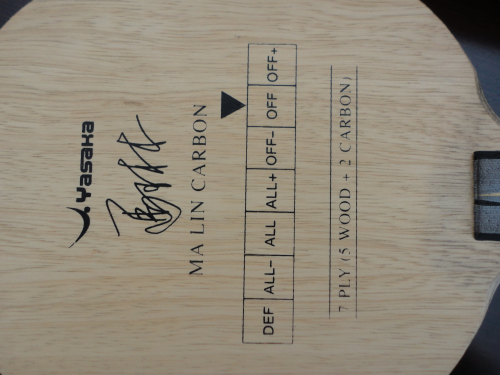 Yasaka
MA LIN CARBON
DEF ALL- ALL ALL+ OFF- OFF OFF+
7 PLY (5 WOOD + 2 CARBON)